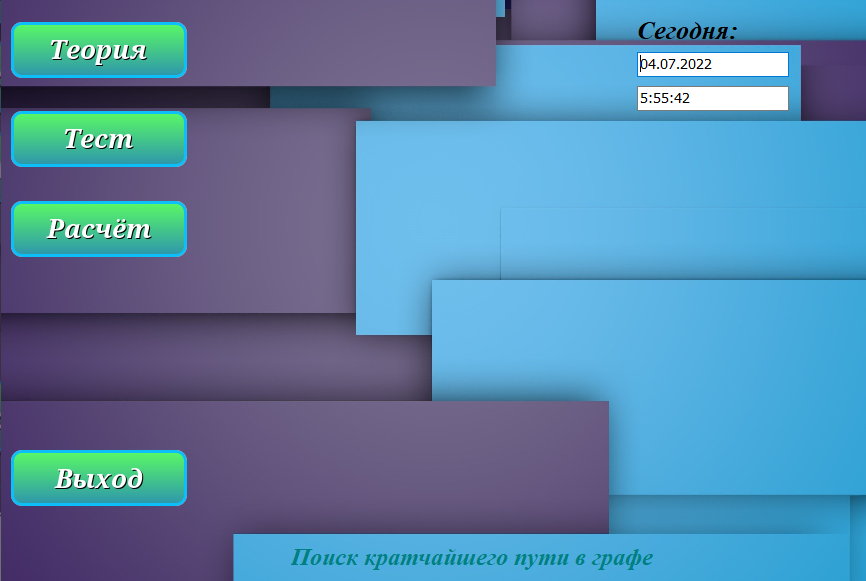 Сегодня:
Теория
04.07.2022
5:55:42
Тест
Расчёт
Выход
Поиск кратчайшего пути в графе